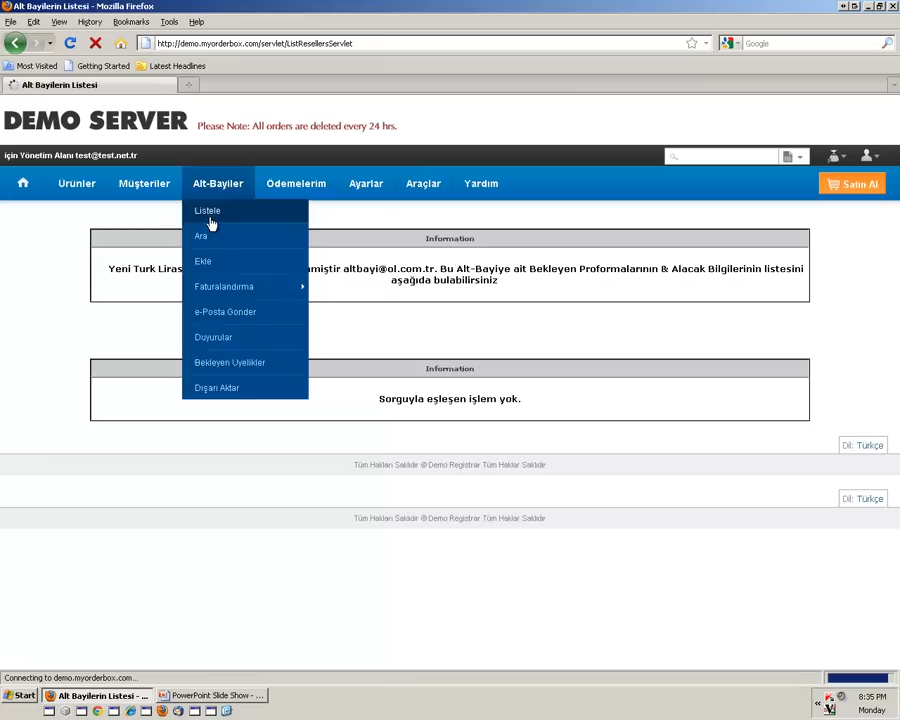 Alt Bayilerin Listesi - Mozilla Firefox
File Edit View History Bookmarks Tools Help
http://demo.myorderbox.com/servlet/ListResellersServlet
Google
Most Visited Getting Started Latest Headlines
Alt Bayilerin Listesi
DEMO SERVER Please Note: All orders are deleted every 24 hrs.
için Yönetim Alanı test@test.net.tr
Ürünler Müşteriler Alt-Bayiler Ödemelerim Ayarlar Araçlar Yardım Satın Al
Listele
Ara
Ekle
Faturalandırma
e-Posta Gonder
Duyurular
Bekleyen Uyelikler
Dışarı Aktar
Information
Yeni Turk Liras
altbayi@ol.com.tr. Bu Alt-Bayiye ait Bekleyen Proformalarının & Alacak Bilgilerinin listesini
aşağıda bulabilirsiniz
Information
Sorguyla eşleşen işlem yok.
Dil: Türkçe
Tüm Hakları Saklıdır © Demo Registrar Tüm Haklar Saklıdır
Dil: Türkçe
Tüm Hakları Saklıdır © Demo Registrar Tüm Haklar Saklıdır
Connecting to demo.myorderbox.com...
Start Alt Bayilerin Listesi - ... PowerPoint Slide Show - ...
8:35 PM
Monday